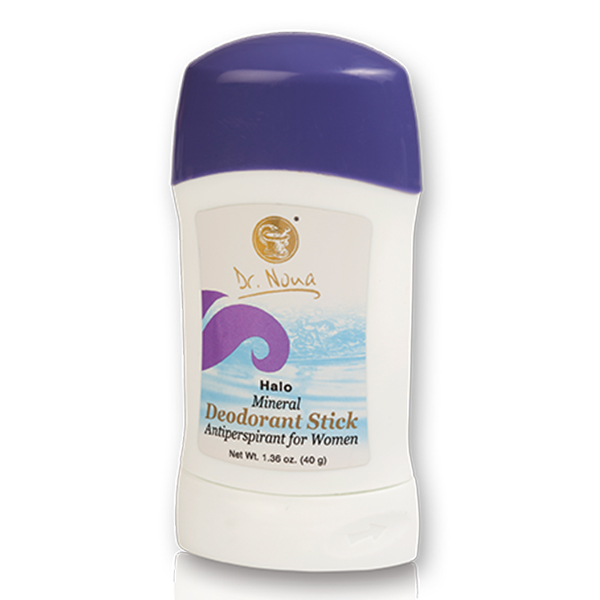 Dr. Nona
Halo
Mineral
Deodorant Stick
Antiperspirant for Women
Net Wt. 1.36 oz. (40 g)